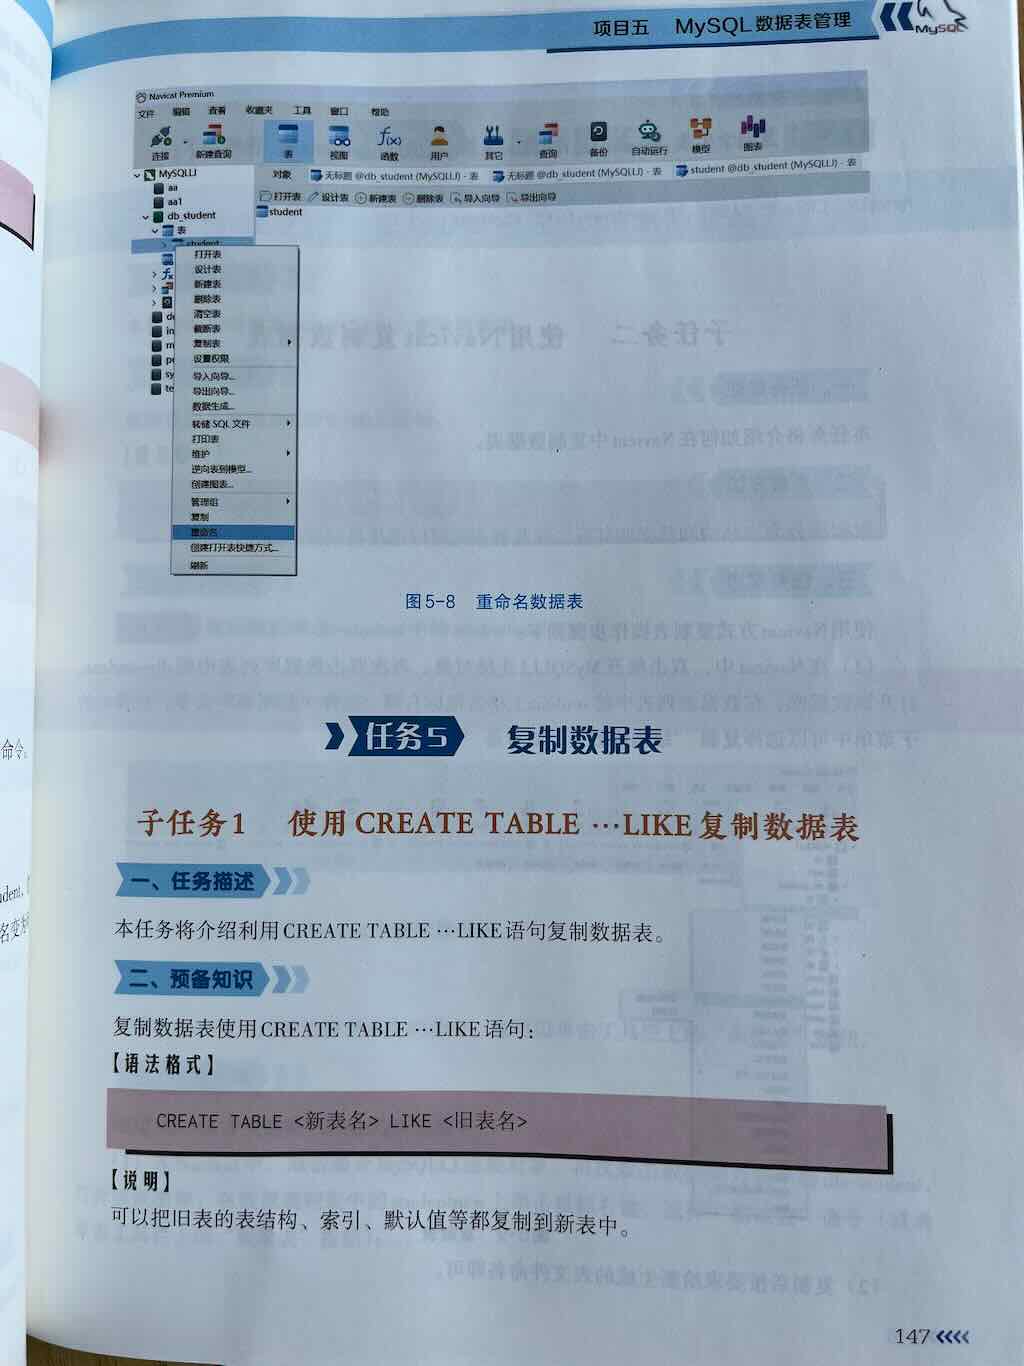 项目五 MySQL数据表管理
MySQL
Navicat Premium
文件 编辑 查看 收藏夹 工具 窗口 帮助
连接 新建查询 表 视图 函数 用户 其它 查询 备份 自动运行 模型 图表
MySQLLJ
对象 无标题 @db_student (MySQLLJ) - 表 无标题 @db_student (MySQLLJ) - 表 student @db_student (MySQLLJ) - 表
aa
aa1
打开表 设计表 新建表 删除表 导入向导 导出向导
db_student
student
表
student
打开表
设计表
新建表
删除表
清空表
截断表
复制表
设置权限
导入向导...
导出向导...
数据生成...
转储 SQL 文件
打印表
维护
逆向表到模型...
创建图表...
管理组
复制
重命名
创建打开表快捷方式...
刷新
图5-8 重命名数据表
任务5 复制数据表
子任务1 使用CREATE TABLE …LIKE复制数据表
一、任务描述
本任务将介绍利用CREATE TABLE …LIKE语句复制数据表。
二、预备知识
复制数据表使用CREATE TABLE …LIKE语句：
【语法格式】
CREATE TABLE <新表名> LIKE <旧表名>
【说明】
可以把旧表的表结构、索引、默认值等都复制到新表中。
147
命令。